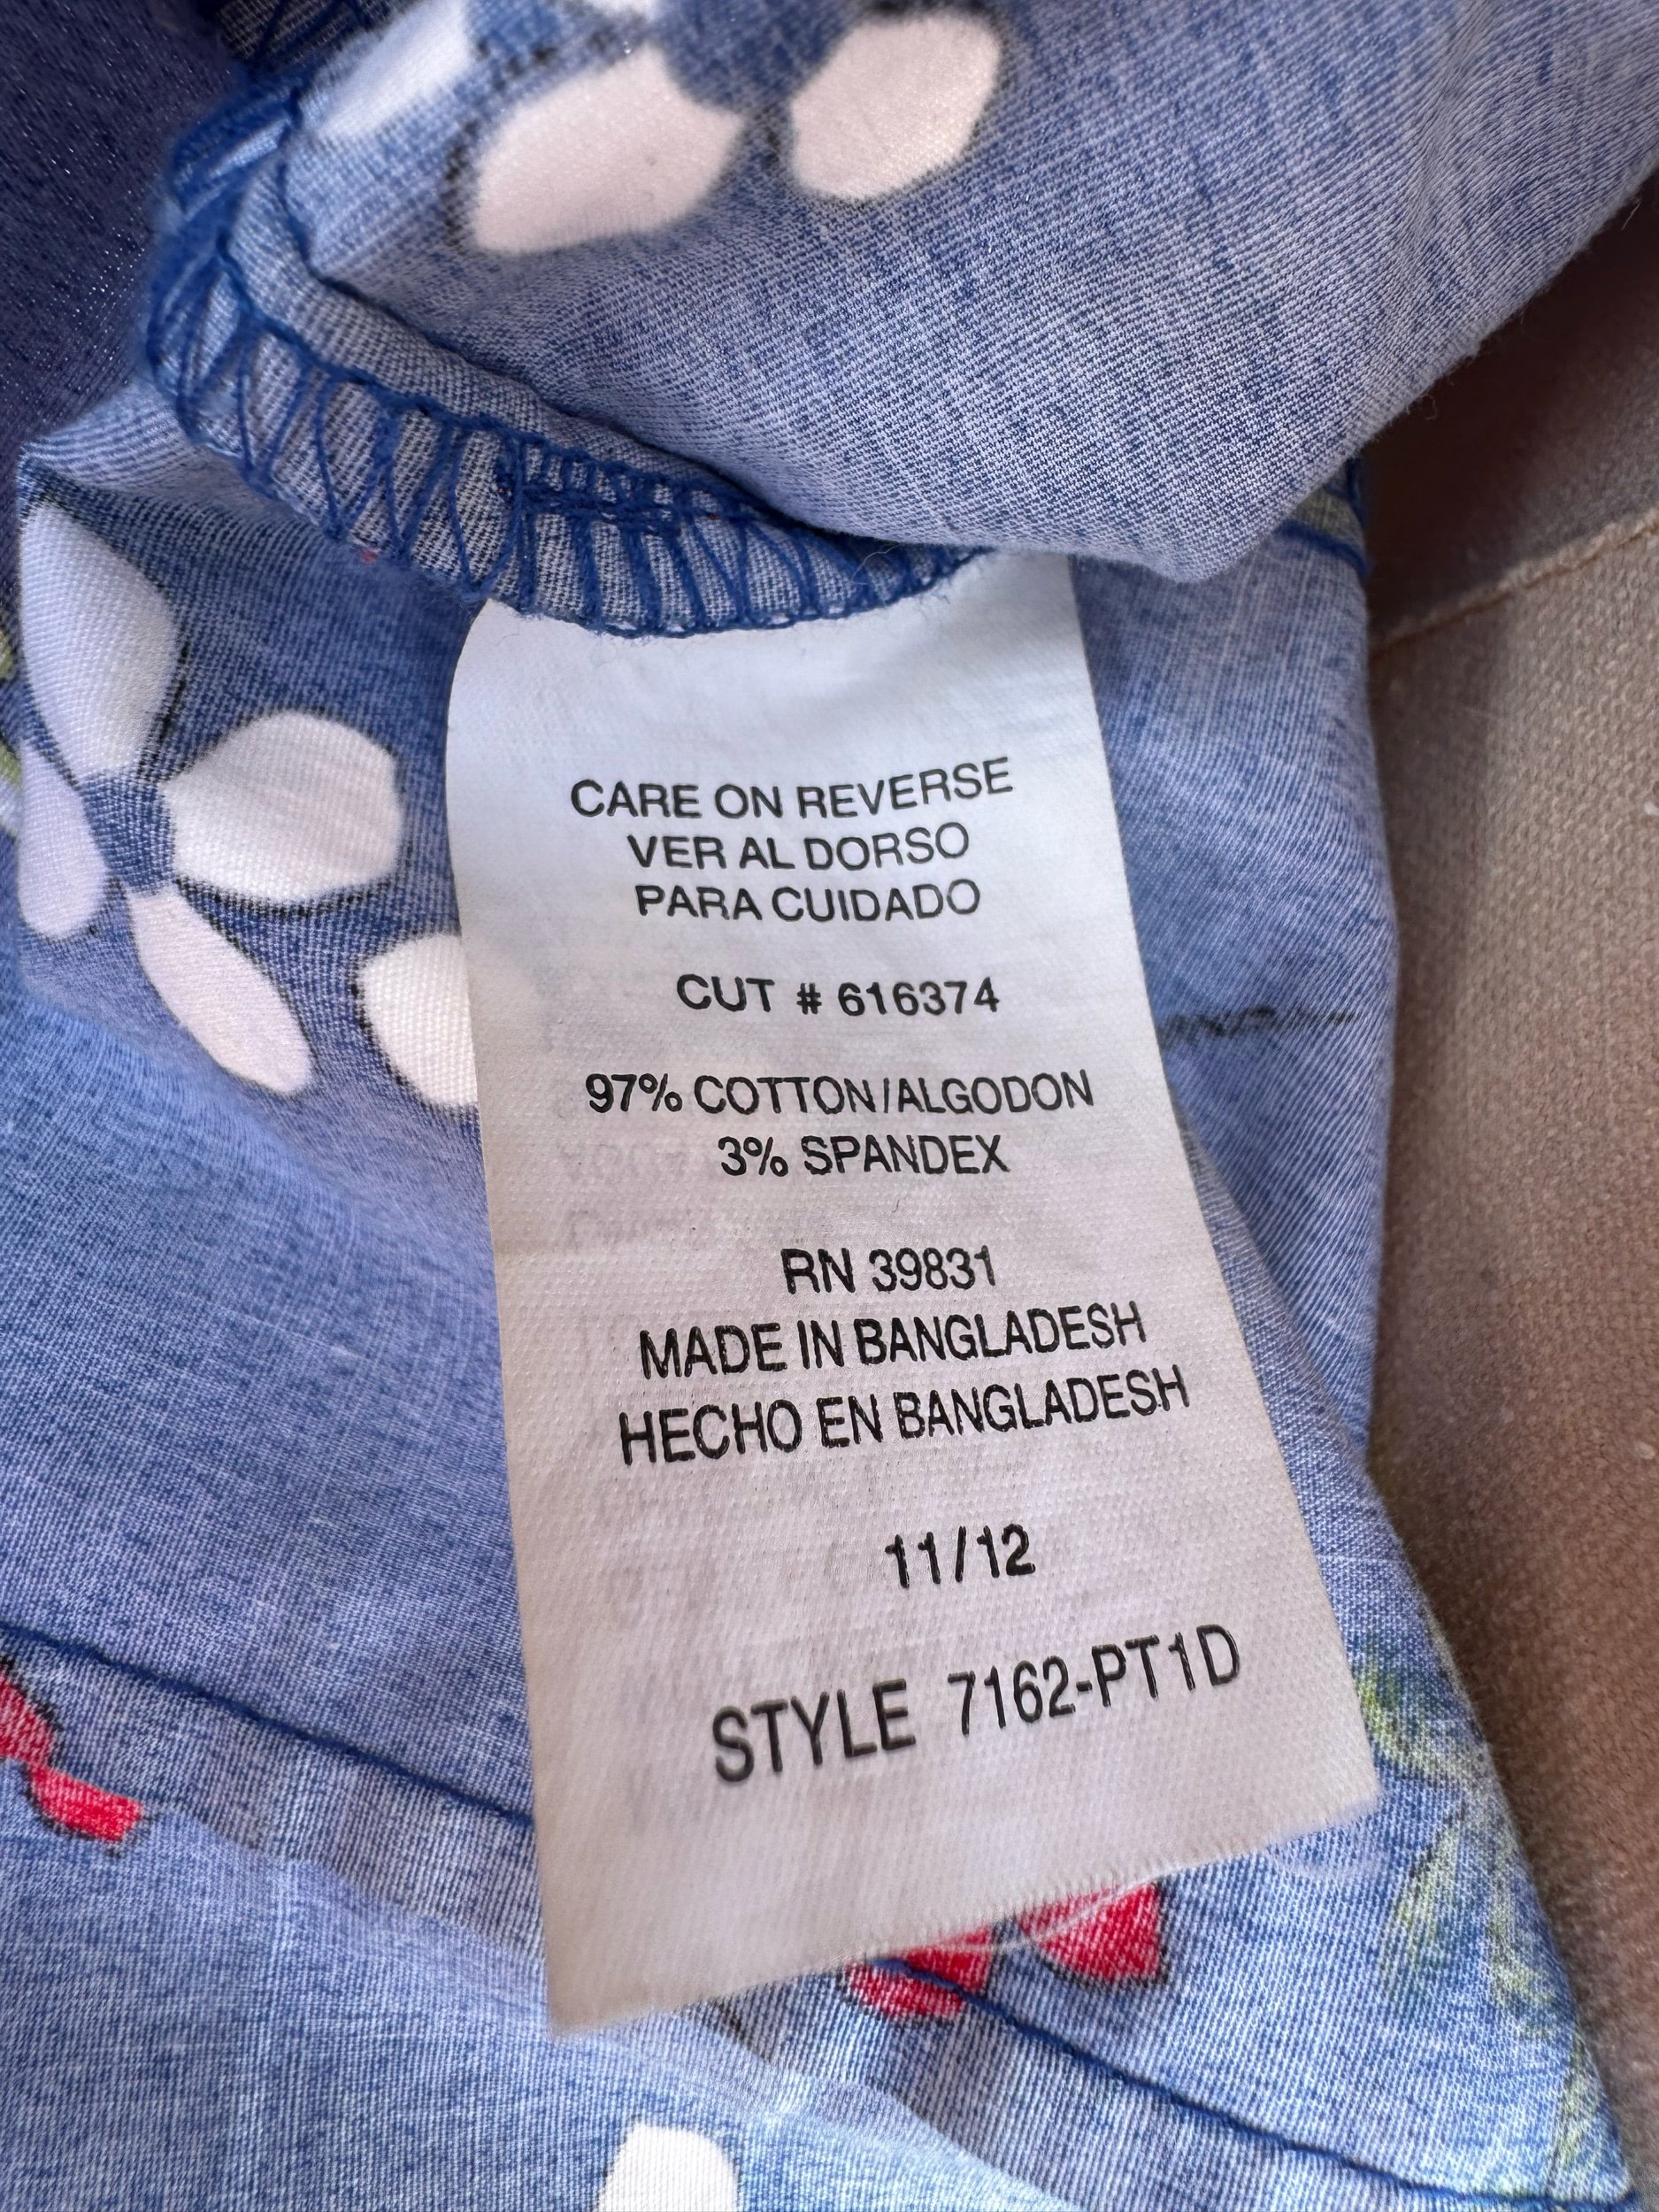 CARE ON REVERSE
VER AL DORSO
PARA CUIDADO
CUT # 616374
97% COTTON/ALGODON
3% SPANDEX
RN 39831
MADE IN BANGLADESH
HECHO EN BANGLADESH
11/12
STYLE 7162-PT1D